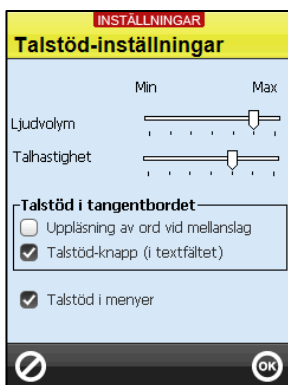 INSTÄLLNINGAR
Talstöd-inställningar
Min Max
Ljudvolym
Talhastighet
Talstöd i tangentbordet
Uppläsning av ord vid mellanslag
Talstöd-knapp (i textfältet)
Talstöd i menyer
OK